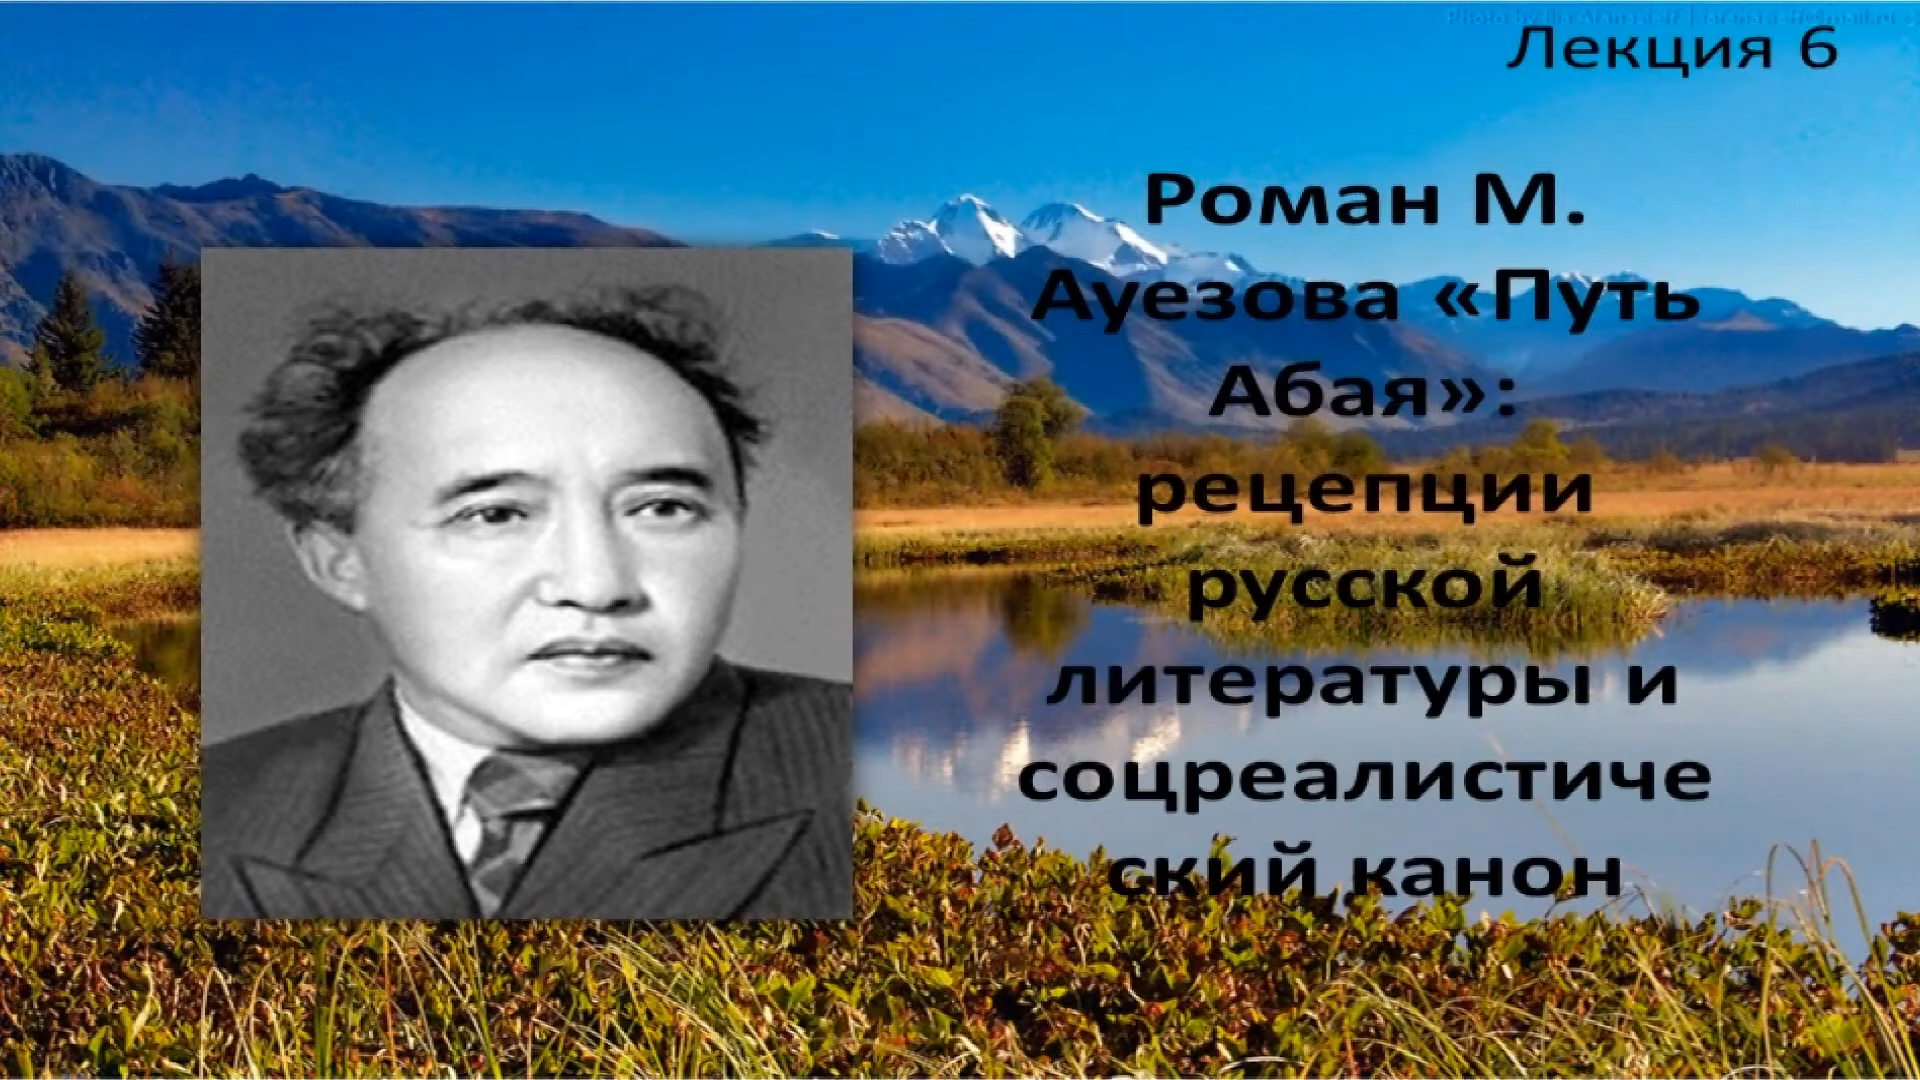 Лекция 6
Роман М.
Ауезова «Путь
Абая»:
рецепции
русской
литературы и
соцреалистиче
ский канон